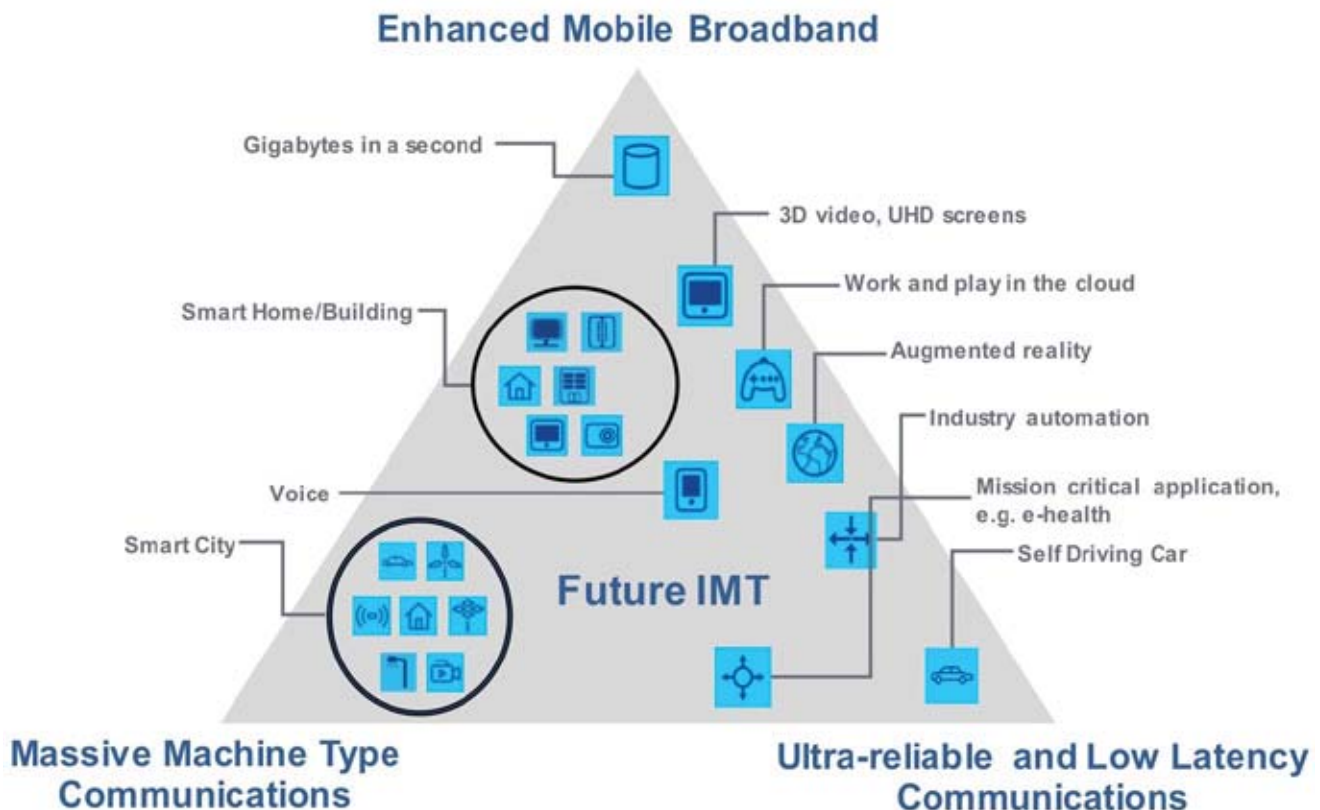 Enhanced Mobile Broadband
Gigabytes in a second
3D video, UHD screens
Work and play in the cloud
Smart Home/Building
Augmented reality
Industry automation
Mission critical application,
e.g. e-health
Voice
Smart City
Self Driving Car
Future IMT
Massive Machine Type
Communications
Ultra-reliable and Low Latency
Communications